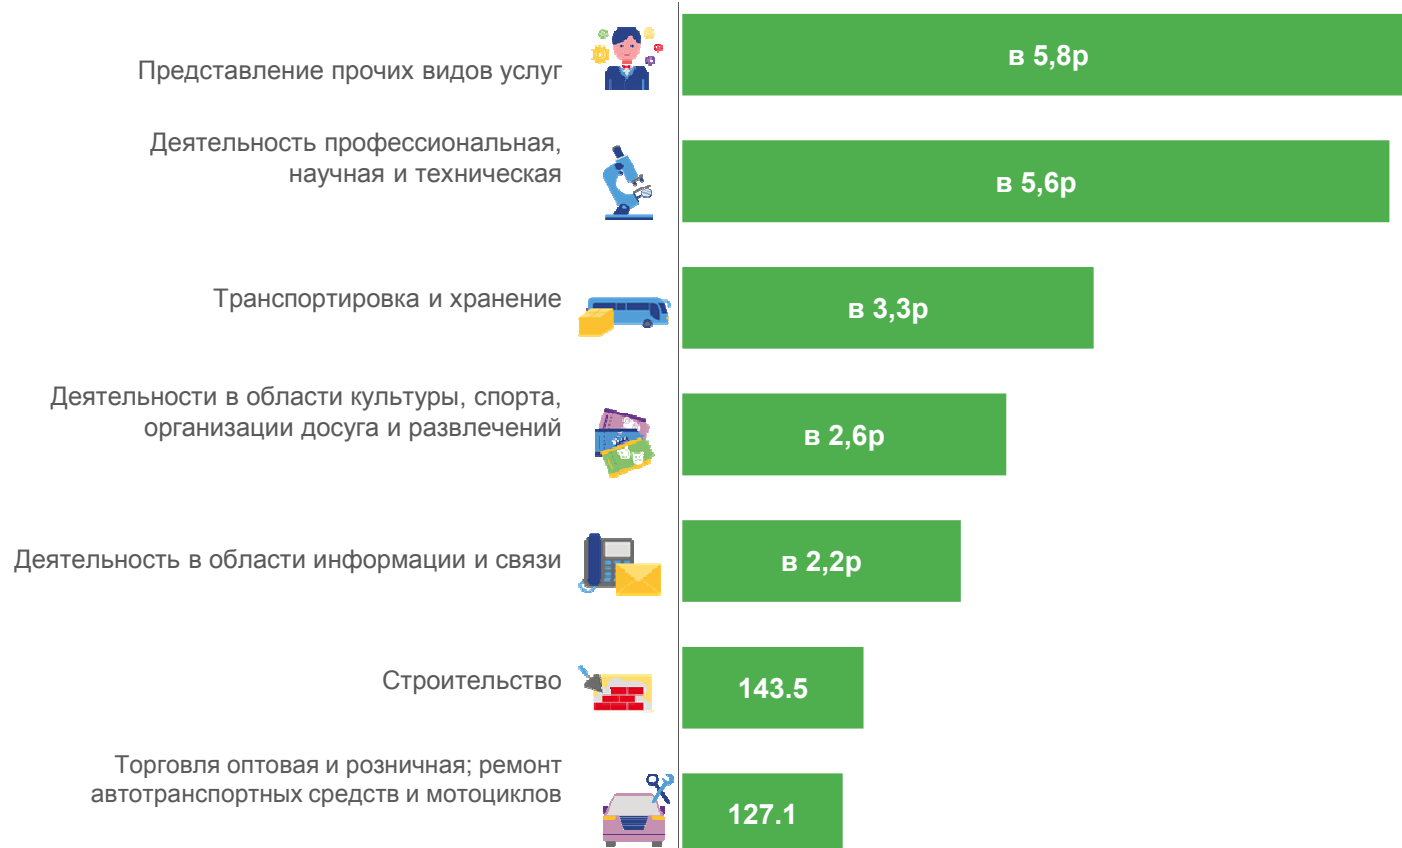 Представление прочих видов услуг
в 5,8р
Деятельность профессиональная,
научная и техническая
в 5,6р
Транспортировка и хранение
в 3,3р
Деятельности в области культуры, спорта,
организации досуга и развлечений
в 2,6р
Деятельность в области информации и связи
в 2,2р
Строительство
143.5
Торговля оптовая и розничная; ремонт
автотранспортных средств и мотоциклов
127.1